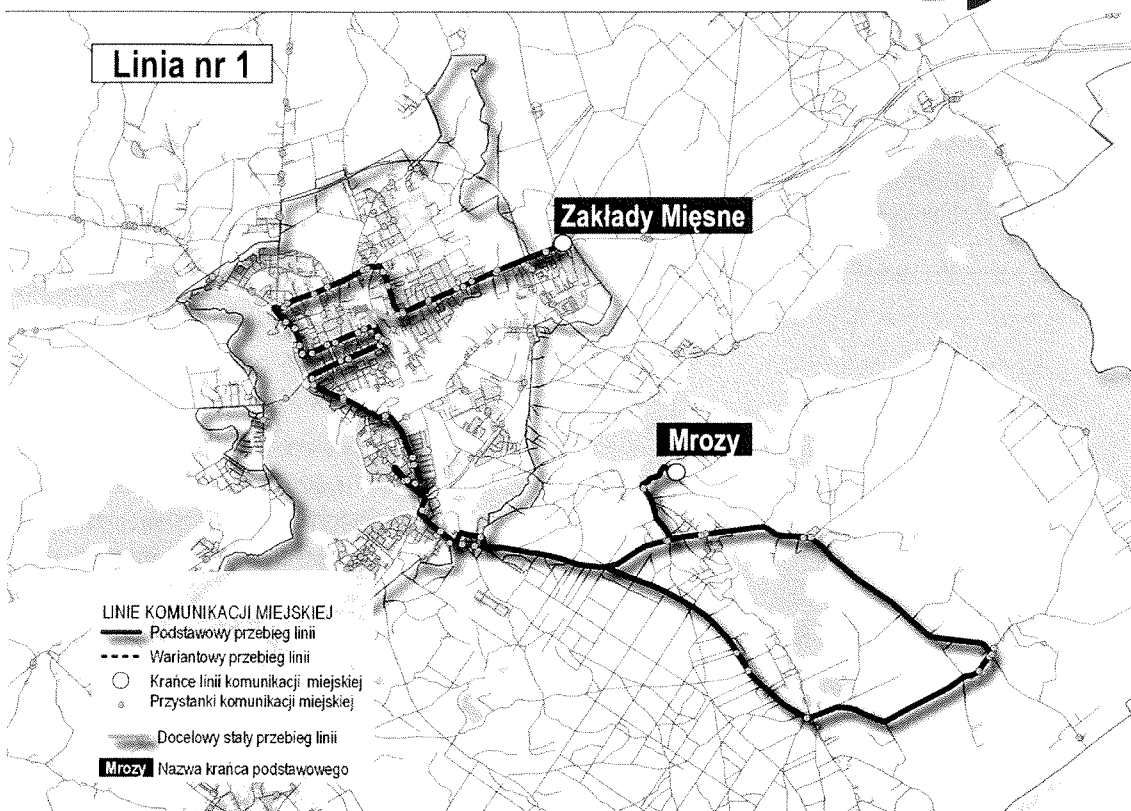 Linia nr 1
Zakłady Mięsne
Mrozy
LINIE KOMUNIKACJI MIEJSKIEJ
Podstawowy przebieg linii
Wariantowy przebieg linii
Krańce linii komunikacji miejskiej
Przystanki komunikacji miejskiej
Docelowy stały przebieg linii
Mrozy Nazwa krańca podstawowego